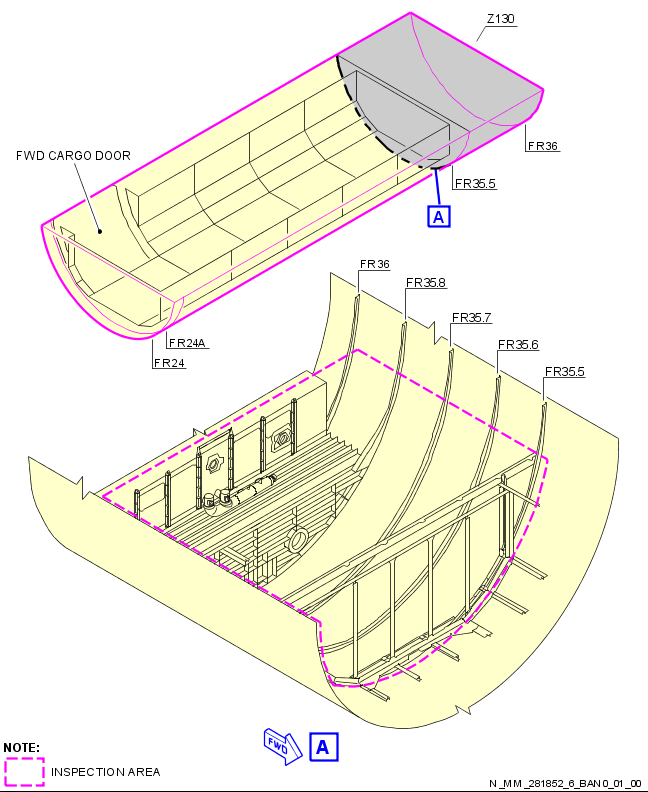 Z130
FR36
FWD CARGO DOOR
FR35.5
A
FR24A
FR24
FR36
FR35.8
FR35.7
FR35.6
FR35.5
FWD
A
NOTE:
INSPECTION AREA
N_MM_281852_6_BAN0_01_00